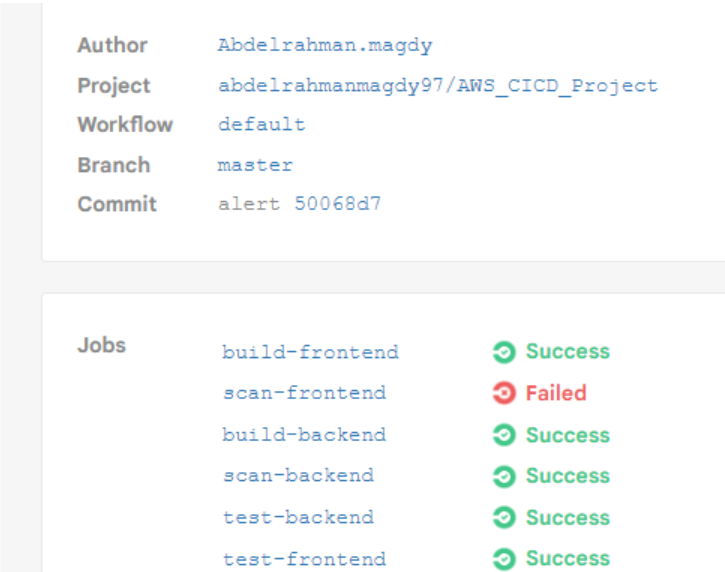 Author Abdelrahman.magdy
Project abdelrahmanmagdy97/AWS_CICD_Project
Workflow default
Branch master
Commit alert 50068d7
Jobs
build-frontend Success
scan-frontend Failed
build-backend Success
scan-backend Success
test-backend Success
test-frontend Success